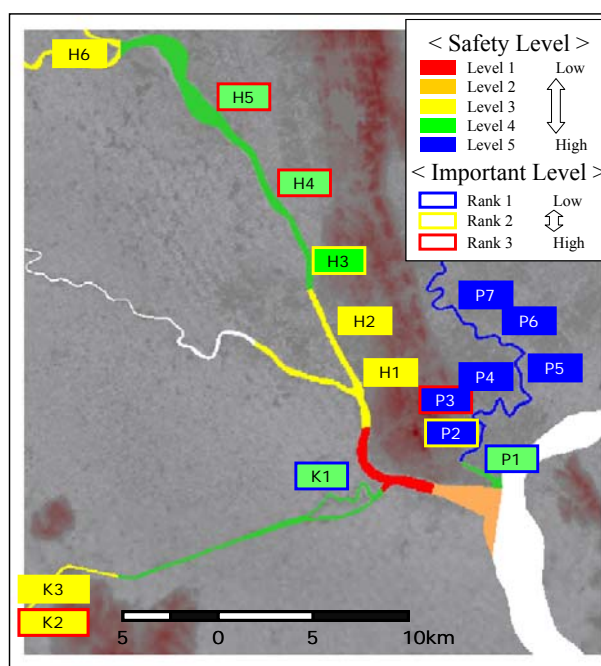 < Safety Level >
Level 1 Low
Level 2
Level 3
Level 4
Level 5 High
< Important Level >
Rank 1 Low
Rank 2
Rank 3 High
H6
H5
H4
H3
H2
H1
P7
P6
P5
P4
P3
P2
P1
K1
K3
K2
5 0 5 10km